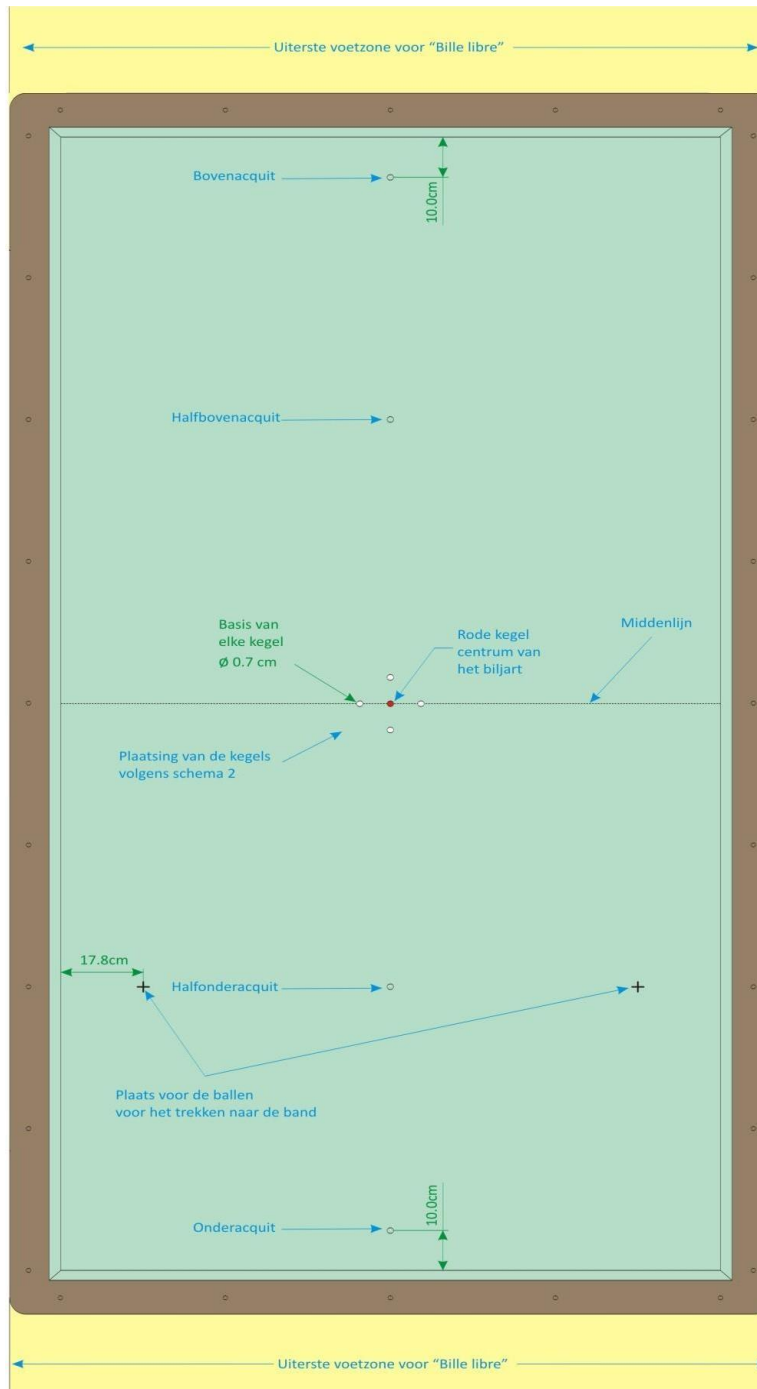 Uiterste voetzone voor “Bille libre”
Bovenacquit
10.0cm
Halfbovenacquit
Basis van
elke kegel
Ø 0.7 cm
Rode kegel
centrum van
het biljart
Middenlijn
Plaatsing van de kegels
volgens schema 2
17.8cm
Halfonderacquit
Plaats voor de ballen
voor het trekken naar de band
10.0cm
Onderacquit
Uiterste voetzone voor “Bille libre”